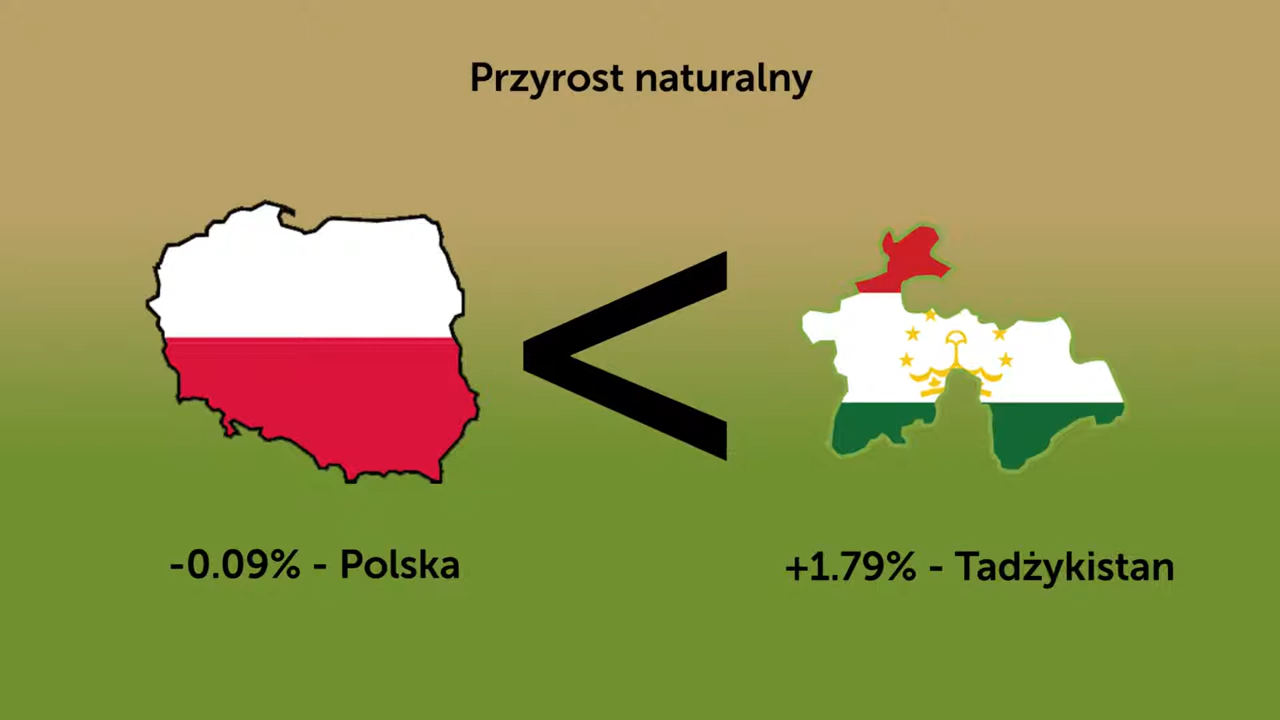 Przyrost naturalny
<
-0.09% - Polska
+1.79% - Tadżykistan